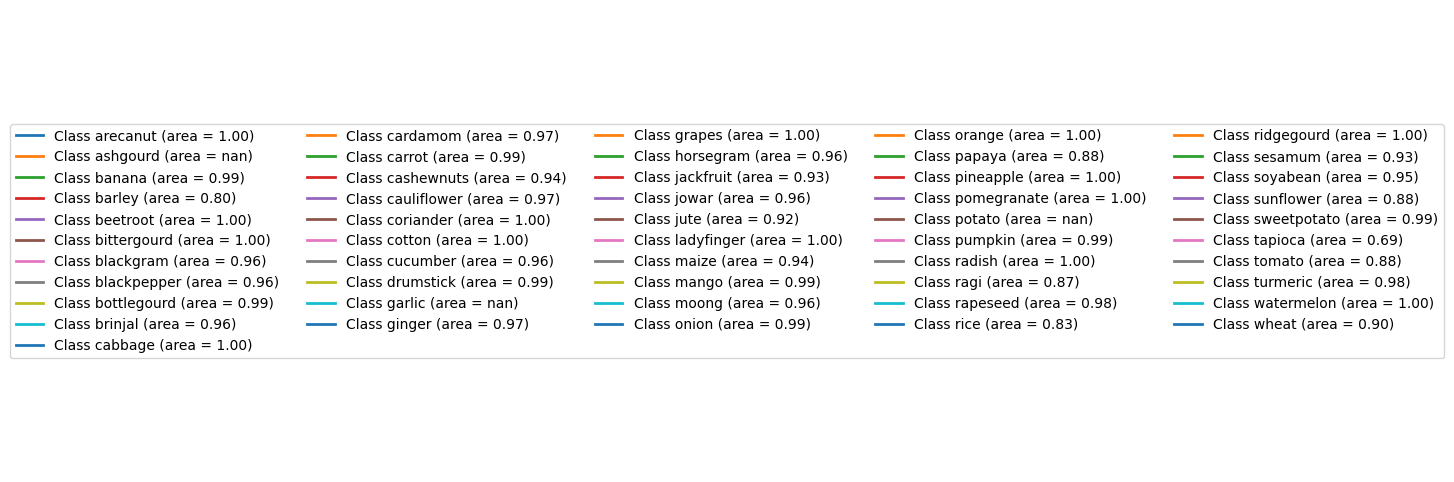 Class arecanut (area = 1.00)
Class ashgourd (area = nan)
Class banana (area = 0.99)
Class barley (area = 0.80)
Class beetroot (area = 1.00)
Class bittergourd (area = 1.00)
Class blackgram (area = 0.96)
Class blackpepper (area = 0.96)
Class bottlegourd (area = 0.99)
Class brinjal (area = 0.96)
Class cabbage (area = 1.00)
Class cardamom (area = 0.97)
Class carrot (area = 0.99)
Class cashewnuts (area = 0.94)
Class cauliflower (area = 0.97)
Class coriander (area = 1.00)
Class cotton (area = 1.00)
Class cucumber (area = 0.96)
Class drumstick (area = 0.99)
Class garlic (area = nan)
Class ginger (area = 0.97)
Class grapes (area = 1.00)
Class horsegram (area = 0.96)
Class jackfruit (area = 0.93)
Class jowar (area = 0.96)
Class jute (area = 0.92)
Class ladyfinger (area = 1.00)
Class maize (area = 0.94)
Class mango (area = 0.99)
Class moong (area = 0.96)
Class onion (area = 0.99)
Class orange (area = 1.00)
Class papaya (area = 0.88)
Class pineapple (area = 1.00)
Class pomegranate (area = 1.00)
Class potato (area = nan)
Class pumpkin (area = 0.99)
Class radish (area = 1.00)
Class ragi (area = 0.87)
Class rapeseed (area = 0.98)
Class rice (area = 0.83)
Class ridgegourd (area = 1.00)
Class sesamum (area = 0.93)
Class soyabean (area = 0.95)
Class sunflower (area = 0.88)
Class sweetpotato (area = 0.99)
Class tapioca (area = 0.69)
Class tomato (area = 0.88)
Class turmeric (area = 0.98)
Class watermelon (area = 1.00)
Class wheat (area = 0.90)